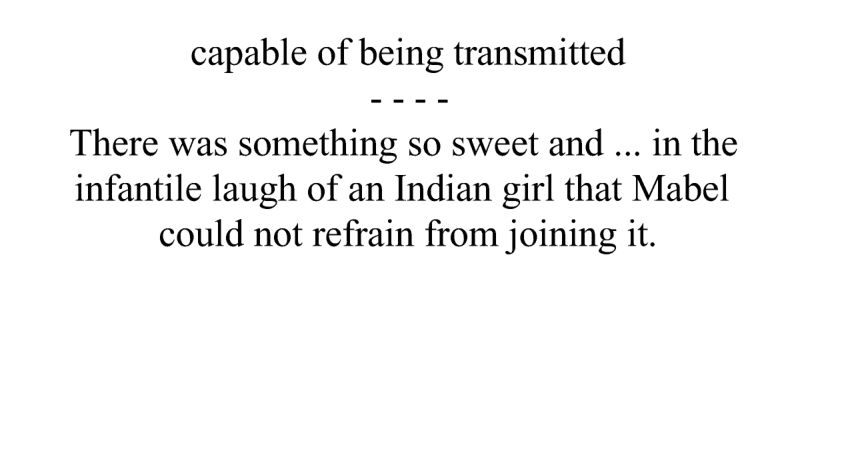 capable of being transmitted
- - - -
There was something so sweet and ... in the
infantile laugh of an Indian girl that Mabel
could not refrain from joining it.